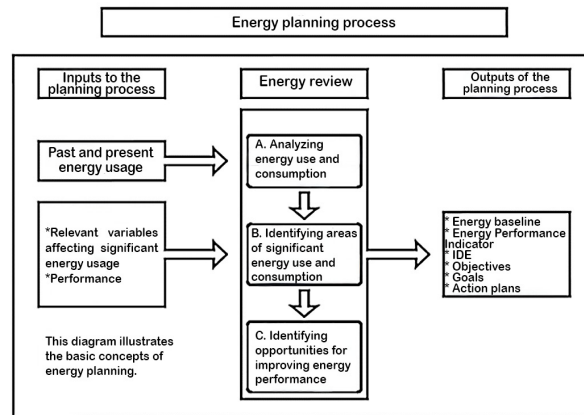 Energy planning process
Inputs to the
planning process
Energy review
Outputs of the
planning process
Past and present
energy usage
A. Analyzing
energy use and
consumption
*Relevant variables
affecting significant
energy usage
*Performance
B. Identifying areas
of significant
energy use and
consumption
* Energy baseline
* Energy Performance
Indicator
* IDE
* Objectives
* Goals
* Action plans
This diagram illustrates
the basic concepts of
energy planning.
C. Identifying
opportunities for
improving energy
performance